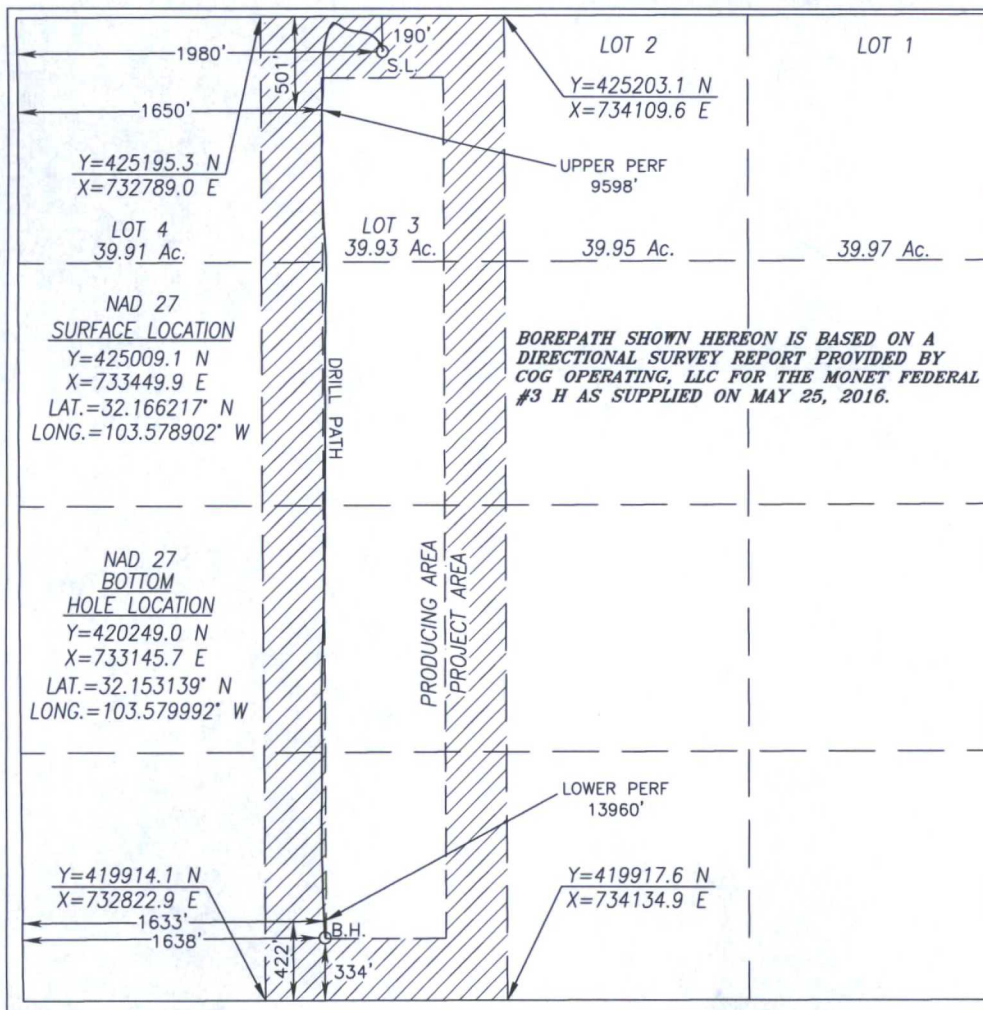 1980'
190'
S.L.
501'
1650'
LOT 2
LOT 1
Y=425203.1 N
X=734109.6 E
Y=425195.3 N
X=732789.0 E
UPPER PERF
9598'
LOT 4
39.91 Ac.
LOT 3
39.93 Ac.
39.95 Ac.
39.97 Ac.
NAD 27
SURFACE LOCATION
Y=425009.1 N
X=733449.9 E
LAT.=32.166217° N
LONG.=103.578902° W
BOREPATH SHOWN HEREON IS BASED ON A
DIRECTIONAL SURVEY REPORT PROVIDED BY
COG OPERATING, LLC FOR THE MONET FEDERAL
#3 H AS SUPPLIED ON MAY 25, 2016.
DRILL PATH
NAD 27
BOTTOM
HOLE LOCATION
Y=420249.0 N
X=733145.7 E
LAT.=32.153139° N
LONG.=103.579992° W
PRODUCING AREA
PROJECT AREA
LOWER PERF
13960'
Y=419914.1 N
X=732822.9 E
Y=419917.6 N
X=734134.9 E
1633'
1638'
B.H.
422'
334'